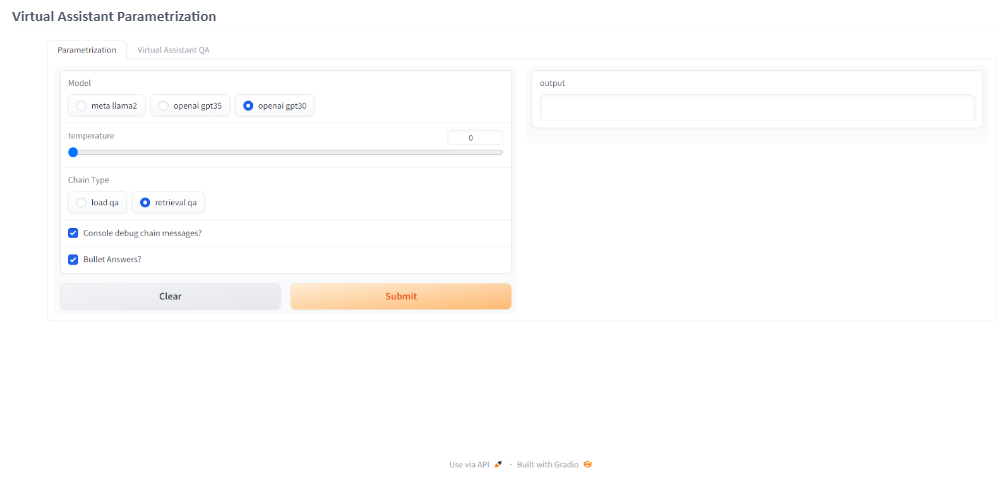 Virtual Assistant Parametrization
Parametrization Virtual Assistant QA
Model
meta llama2 openai gpt35 openai gpt30
temperature 0
Chain Type
load qa retrieval qa
Console debug chain messages?
Bullet Answers?
Clear Submit
output
Use via API · Built with Gradio